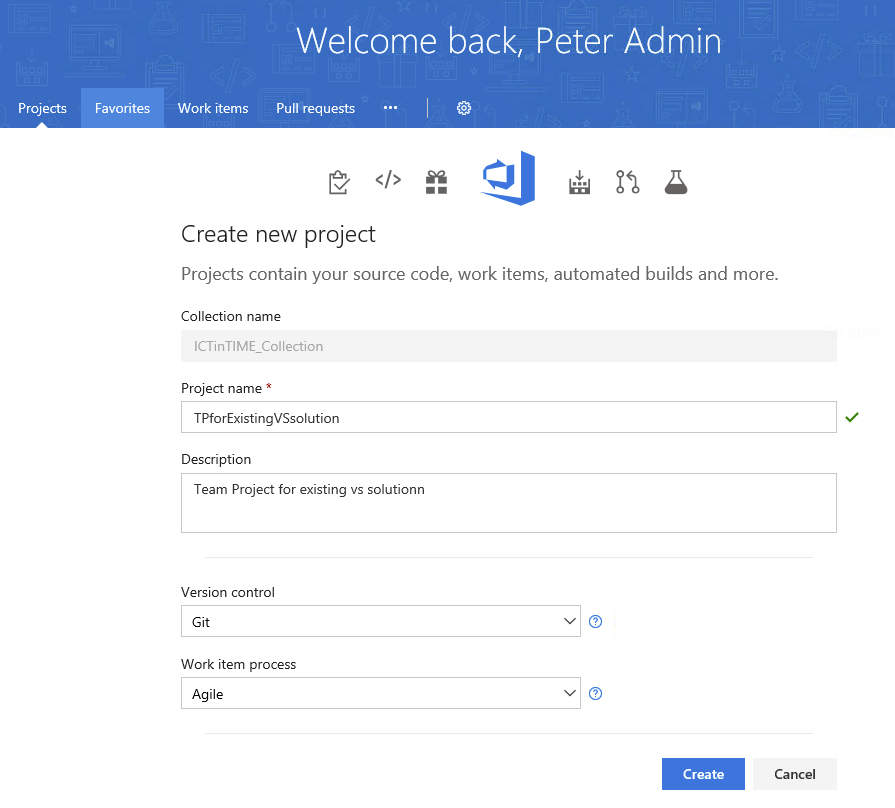 Welcome back, Peter Admin
Projects Favorites Work items Pull requests ···
Create new project
Projects contain your source code, work items, automated builds and more.
Collection name
ICTinTIME_Collection
Project name *
TPforExistingVSsolution
Description
Team Project for existing vs solutionn
Version control
Git
Work item process
Agile
Create Cancel